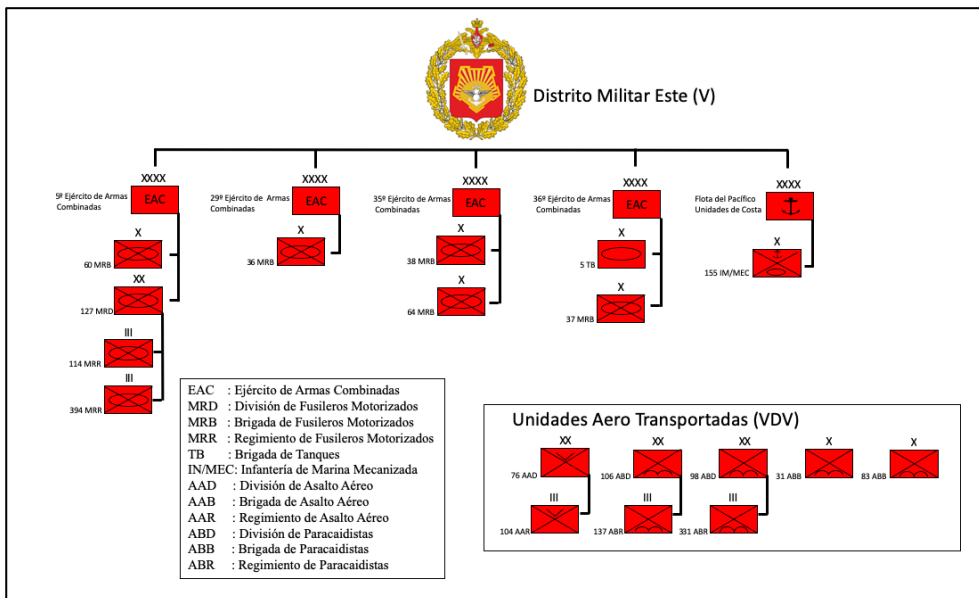 Distrito Militar Este (V)
XXXX
5º Ejército de Armas
Combinadas
EAC
X
60 MRB
XX
127 MRD
III
114 MRR
III
394 MRR
XXXX
29º Ejército de Armas
Combinadas
EAC
X
36 MRB
XXXX
35º Ejército de Armas
Combinadas
EAC
X
38 MRB
X
64 MRB
XXXX
36º Ejército de Armas
Combinadas
EAC
X
5 TB
X
37 MRB
XXXX
Flota del Pacífico
Unidades de Costa
X
155 IM/MEC
EAC : Ejército de Armas Combinadas
MRD : División de Fusileros Motorizados
MRB : Brigada de Fusileros Motorizados
MRR : Regimiento de Fusileros Motorizados
TB : Brigada de Tanques
IN/MEC: Infantería de Marina Mecanizada
AAD : División de Asalto Aéreo
AAB : Brigada de Asalto Aéreo
AAR : Regimiento de Asalto Aéreo
ABD : División de Paracaidistas
ABB : Brigada de Paracaidistas
ABR : Regimiento de Paracaidistas
Unidades Aero Transportadas (VDV)
XX
76 AAD
XX
106 ABD
XX
98 ABD
X
31 ABB
X
83 ABB
III
104 AAR
III
137 ABR
III
331 ABR